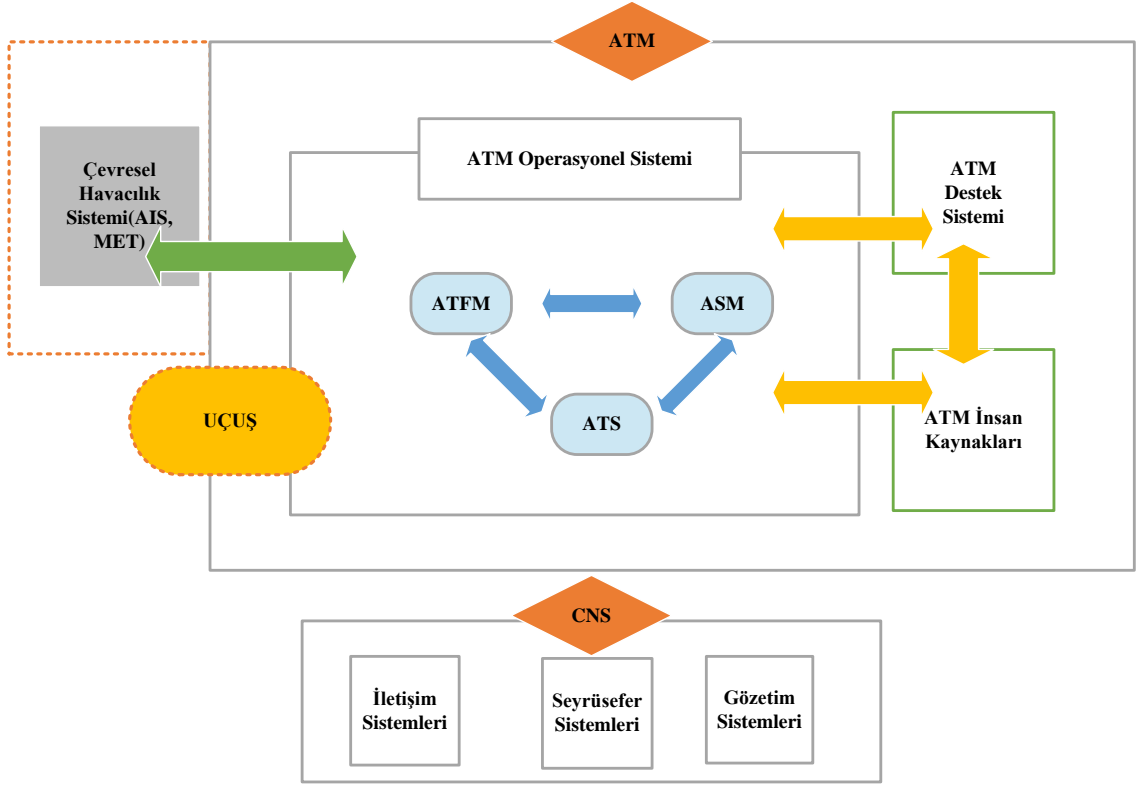 ATM
ATM Operasyonel Sistemi
Çevresel
Havacılık
Sistemi(AIS,
MET)
ATM
Destek
Sistemi
ATFM
ASM
ATS
UÇUŞ
ATM İnsan
Kaynakları
CNS
İletişim
Sistemleri
Seyrüsefer
Sistemleri
Gözetim
Sistemleri